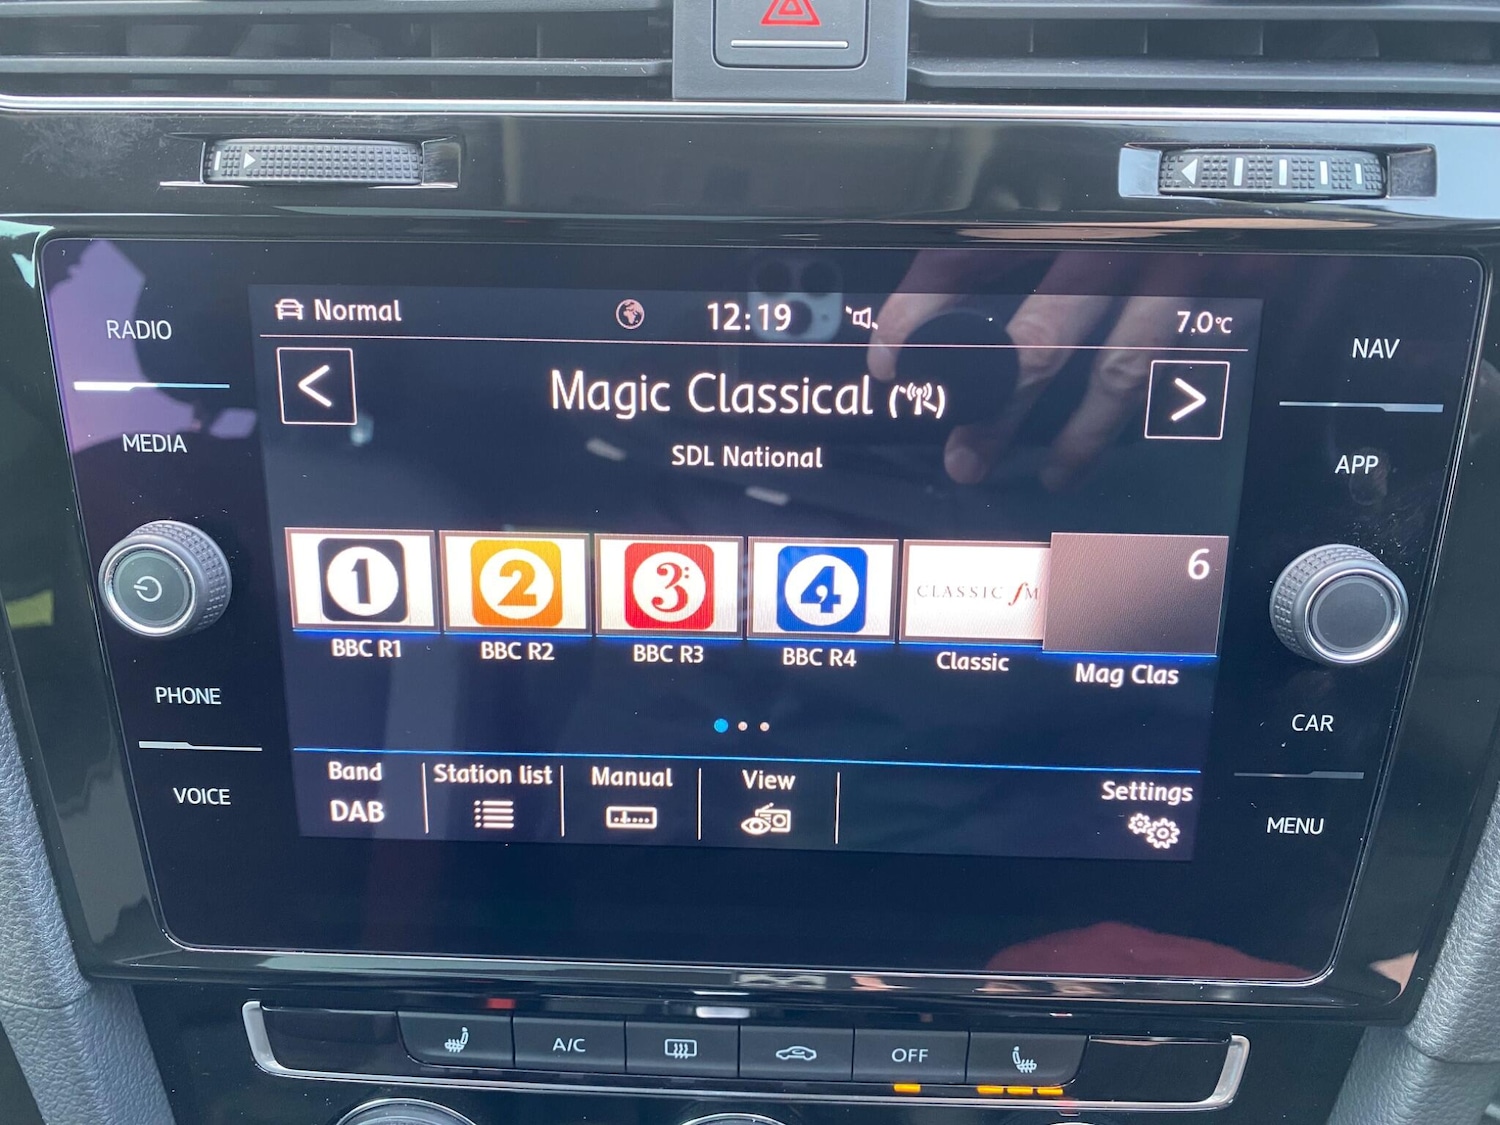 Normal
12:19
7.0°C
RADIO
MEDIA
PHONE
VOICE
NAV
APP
CAR
MENU
<
Magic Classical
>
SDL National
1
2
3
4
CLASSIC fM
6
BBC R1
BBC R2
BBC R3
BBC R4
Classic
Mag Clas
Band
DAB
Station list
Manual
View
Settings
A/C
OFF